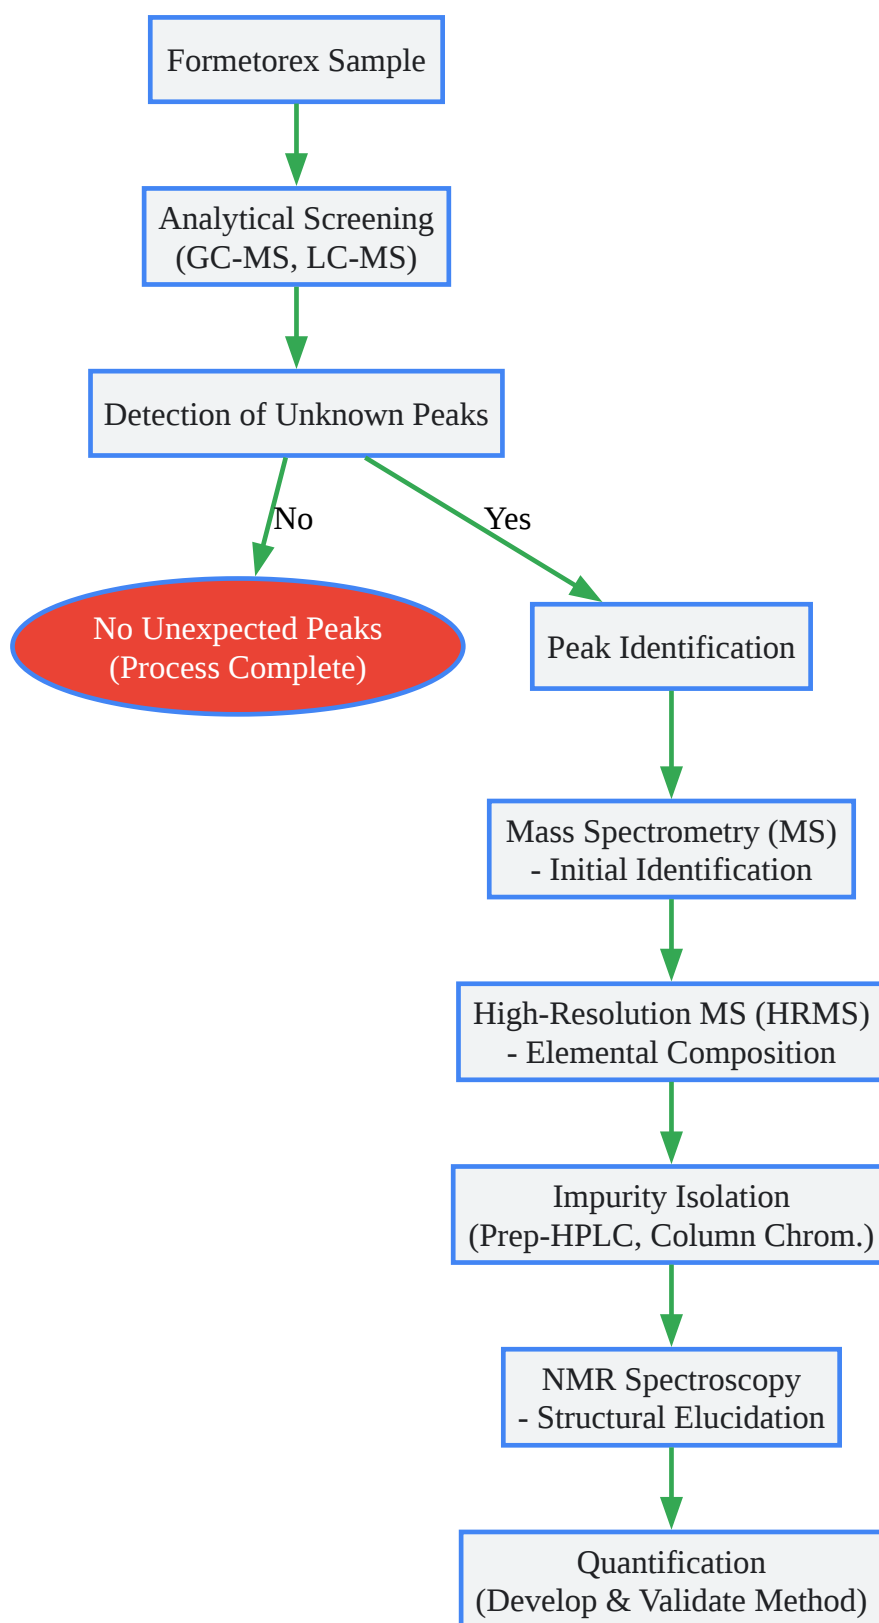 Formetorex Sample
Analytical Screening
(GC-MS, LC-MS)
Detection of Unknown Peaks
No
Yes
No Unexpected Peaks
(Process Complete)
Peak Identification
Mass Spectrometry (MS)
- Initial Identification
High-Resolution MS (HRMS)
- Elemental Composition
Impurity Isolation
(Prep-HPLC, Column Chrom.)
NMR Spectroscopy
- Structural Elucidation
Quantification
(Develop & Validate Method)